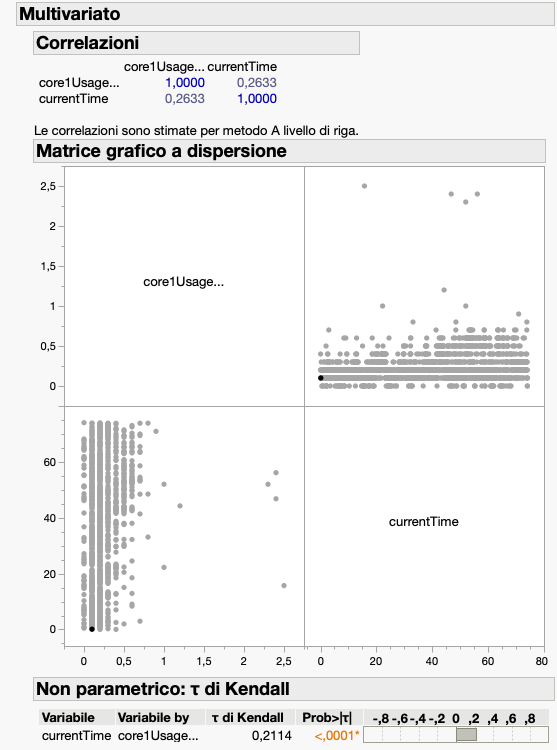 Multivariato
Correlazioni
core1Usage... currentTime
core1Usage... 1,0000 0,2633
currentTime 0,2633 1,0000
Le correlazioni sono stimate per metodo A livello di riga.
Matrice grafico a dispersione
2,5
2
1,5
1
0,5
0
core1Usage...
60
40
20
0
currentTime
0 0,5 1 1,5 2 2,5 0 20 40 60 80
Non parametrico: τ di Kendall
Variabile Variabile by τ di Kendall Prob>|τ| -,8 -,6 -,4 -,2 0 ,2 ,4 ,6 ,8
currentTime core1Usage... 0,2114 <,0001*